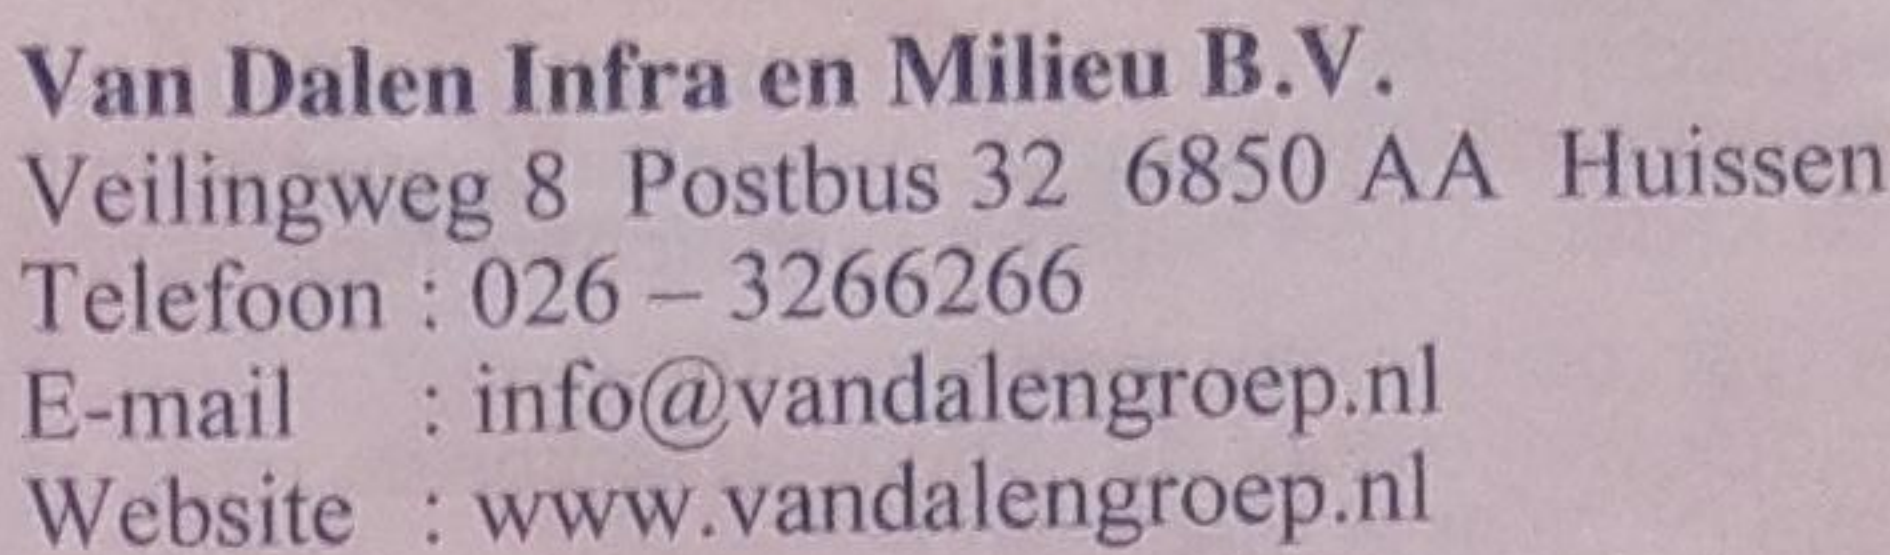 Van Dalen Infra en Milieu B.V.
Veilingweg 8 Postbus 32 6850 AA Huissen
Telefoon : 026 – 3266266
E-mail : info@vandalengroep.nl
Website : www.vandalengroep.nl